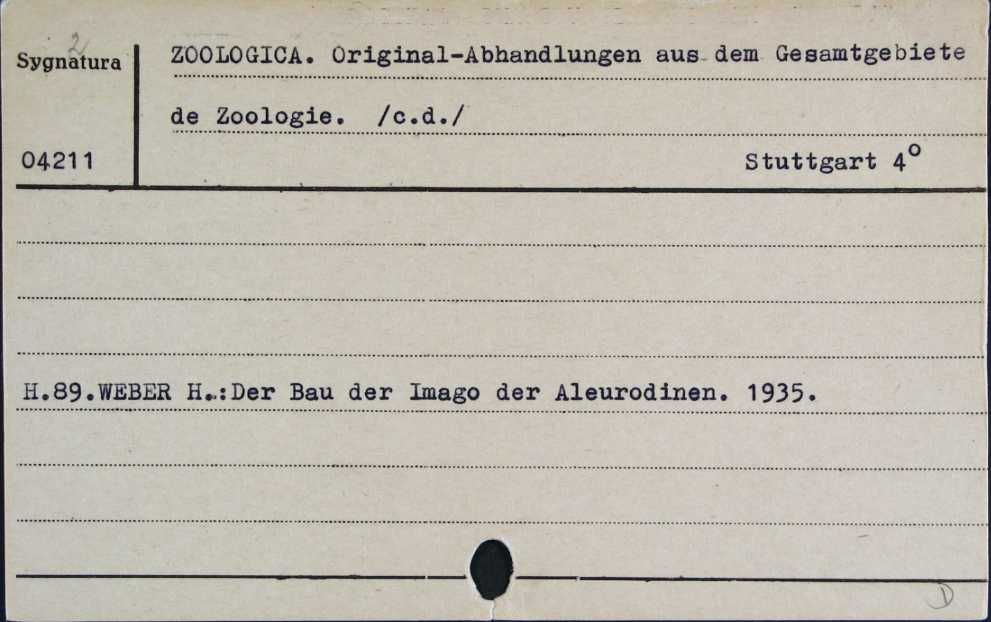 2
Sygnatura
ZOOLOGICA. Original-Abhandlungen aus dem Gesamtgebiete
de Zoologie. /c.d./
04211
Stuttgart 4°
H.89.WEBER H.:Der Bau der Imago der Aleurodinen. 1935.
D